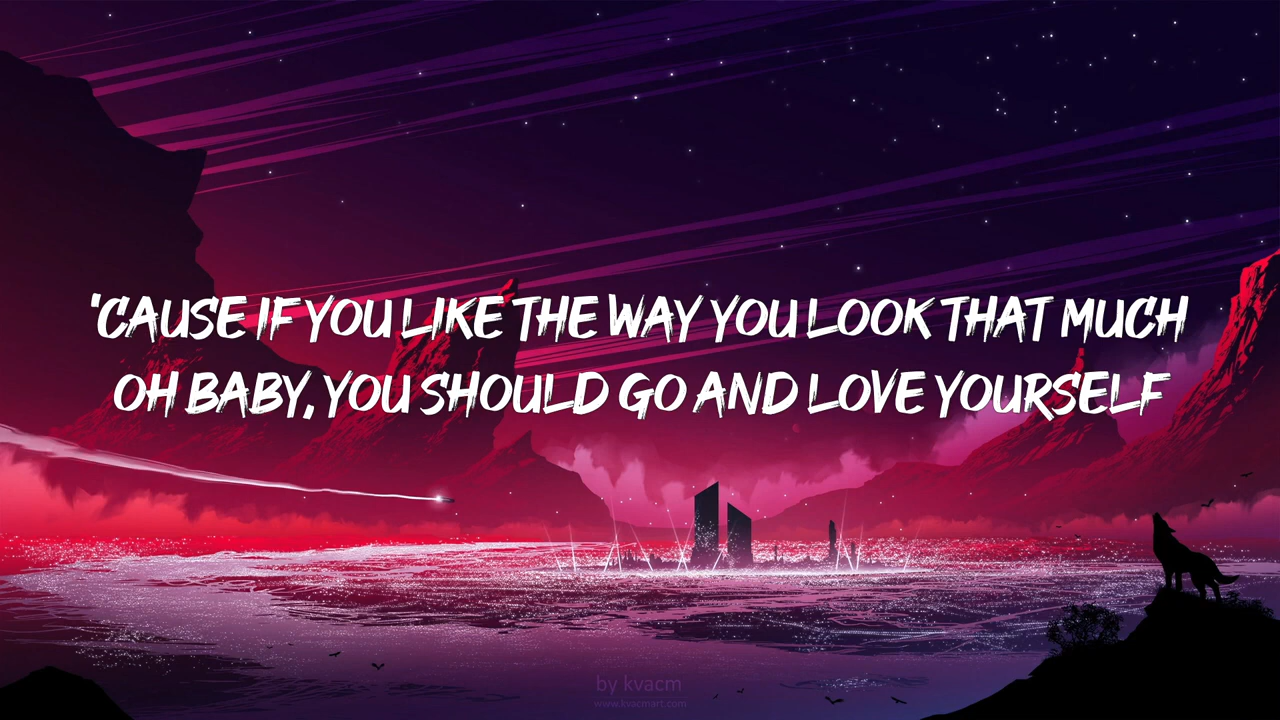 'CAUSE IF YOU LIKE THE WAY YOU LOOK THAT MUCH
OH BABY, YOU SHOULD GO AND LOVE YOURSELF
by kvacm
www.kvacmart.com